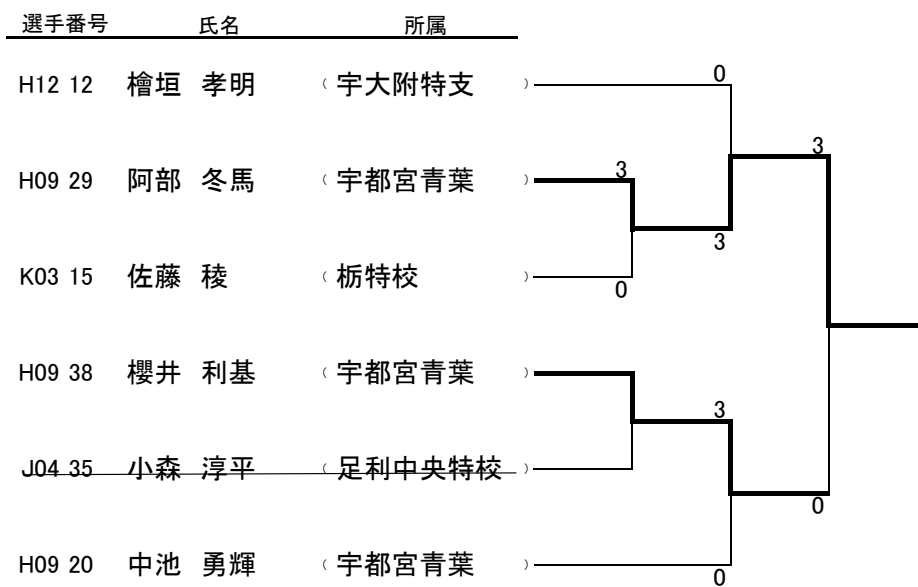 選手番号 氏名 所属
0
H12 12 檜垣 孝明 ( 宇大附特支 )
3
3
H09 29 阿部 冬馬 ( 宇都宮青葉 )
3
K03 15 佐藤 稜 ( 栃特校 )
0
H09 38 櫻井 利基 ( 宇都宮青葉 )
3
J04 35 小森 淳平 ( 足利中央特校 )
0
H09 20 中池 勇輝 ( 宇都宮青葉 )
0